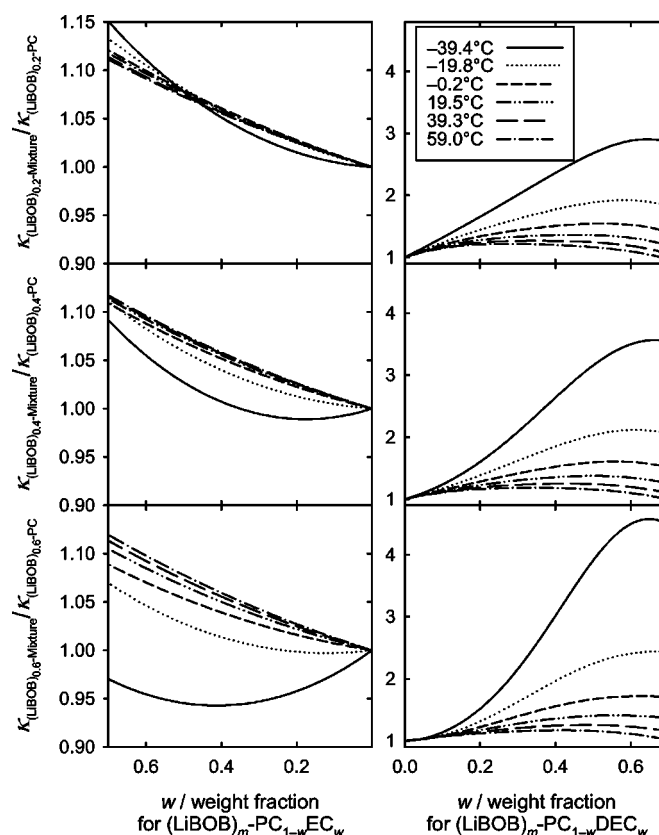 κ(LiBOB)0.2-Mixture/κ(LiBOB)0.2-PC
1.15
1.10
1.05
1.00
0.95
0.90
–39.4°C
–19.8°C
–0.2°C
19.5°C
39.3°C
59.0°C
4
3
2
1
κ(LiBOB)0.4-Mixture/κ(LiBOB)0.4-PC
1.10
1.05
1.00
0.95
0.90
4
3
2
1
κ(LiBOB)0.6-Mixture/κ(LiBOB)0.6-PC
1.10
1.05
1.00
0.95
0.90
4
3
2
1
0.6 0.4 0.2 0.0 0.2 0.4 0.6
w / weight fraction
for (LiBOB)m-PC1–wECw
w / weight fraction
for (LiBOB)m-PC1–wDECw